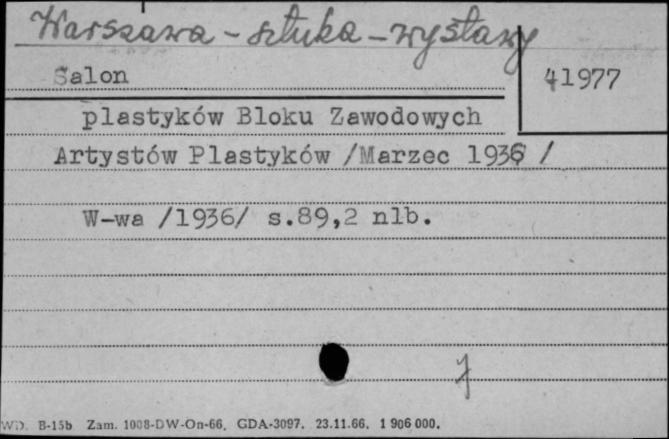 Warszawa - sztuka - wystawy
Salon
41977
plastyków Bloku Zawodowych
Artystów Plastyków /Marzec 1936 /
W-wa /1936/ s.89,2 nlb.
J
WD. B-15b Zam. 1008-DW-On-66. GDA-3097. 23.11.66. 1 906 000.